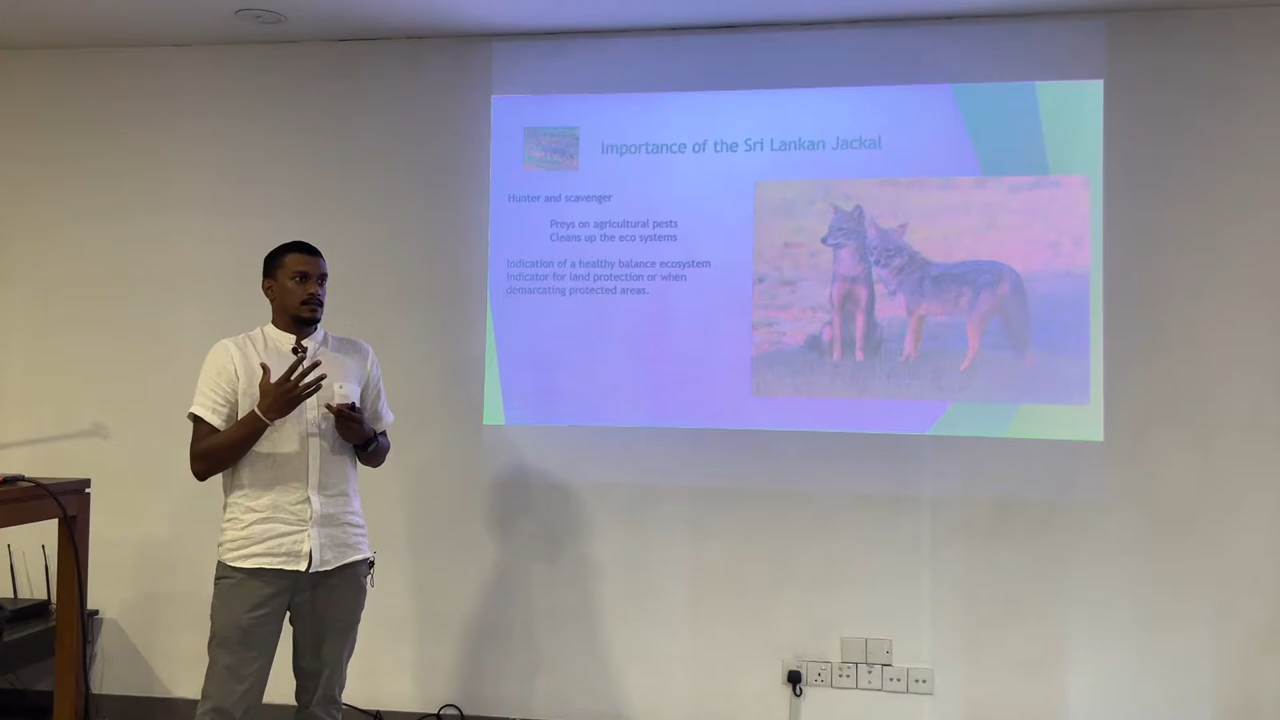 Importance of the Sri Lankan Jackal
Hunter and scavenger
Preys on agricultural pests
Cleans up the eco systems
Indication of a healthy balance ecosystem
Indicator for land protection or when
demarcating protected areas.